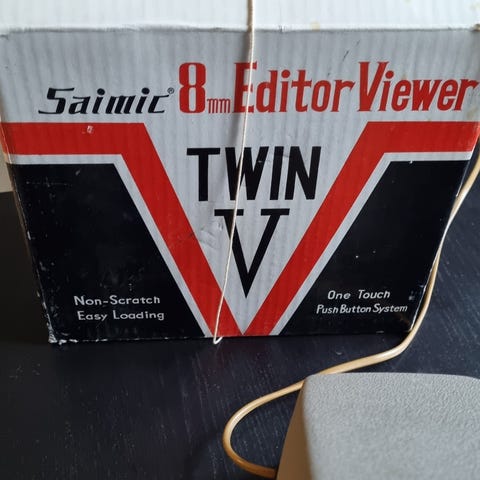 Saimic® 8mm Editor Viewer
TWIN
V
Non-Scratch
Easy Loading
One Touch
Push Button System